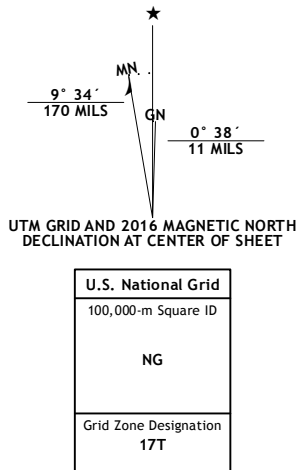 ★
MN
GN
9° 34´
170 MILS
0° 38´
11 MILS
UTM GRID AND 2016 MAGNETIC NORTH
DECLINATION AT CENTER OF SHEET
U.S. National Grid
100,000-m Square ID
NG
Grid Zone Designation
17T